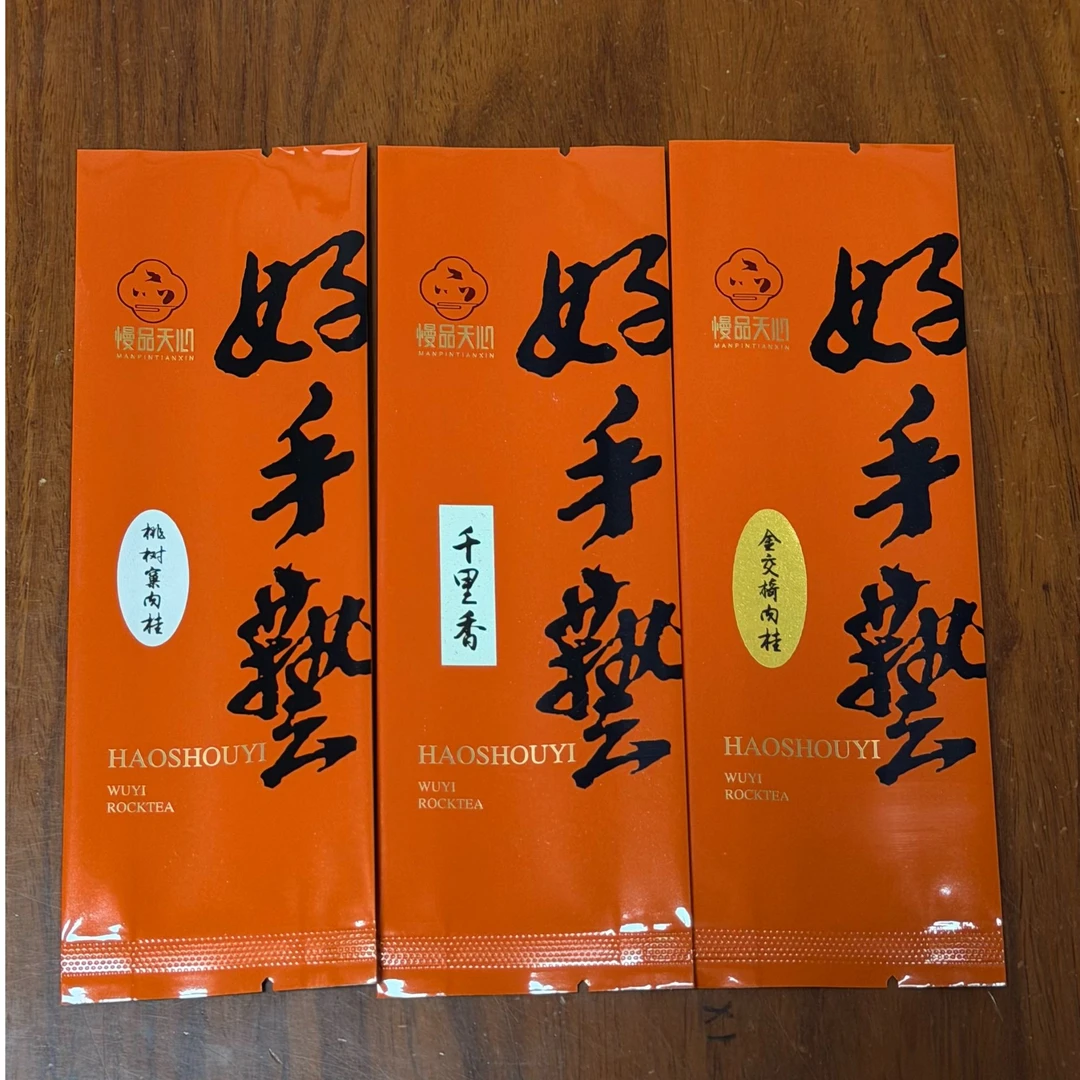 慢品天心
MANPINTIANXIN
好手藝
桃树窠肉桂
HAOSHOUYI
WUYI
ROCKTEA
慢品天心
MANPINTIANXIN
好手藝
千里香
HAOSHOUYI
WUYI
ROCKTEA
慢品天心
MANPINTIANXIN
好手藝
金交椅肉桂
HAOSHOUYI
WUYI
ROCKTEA